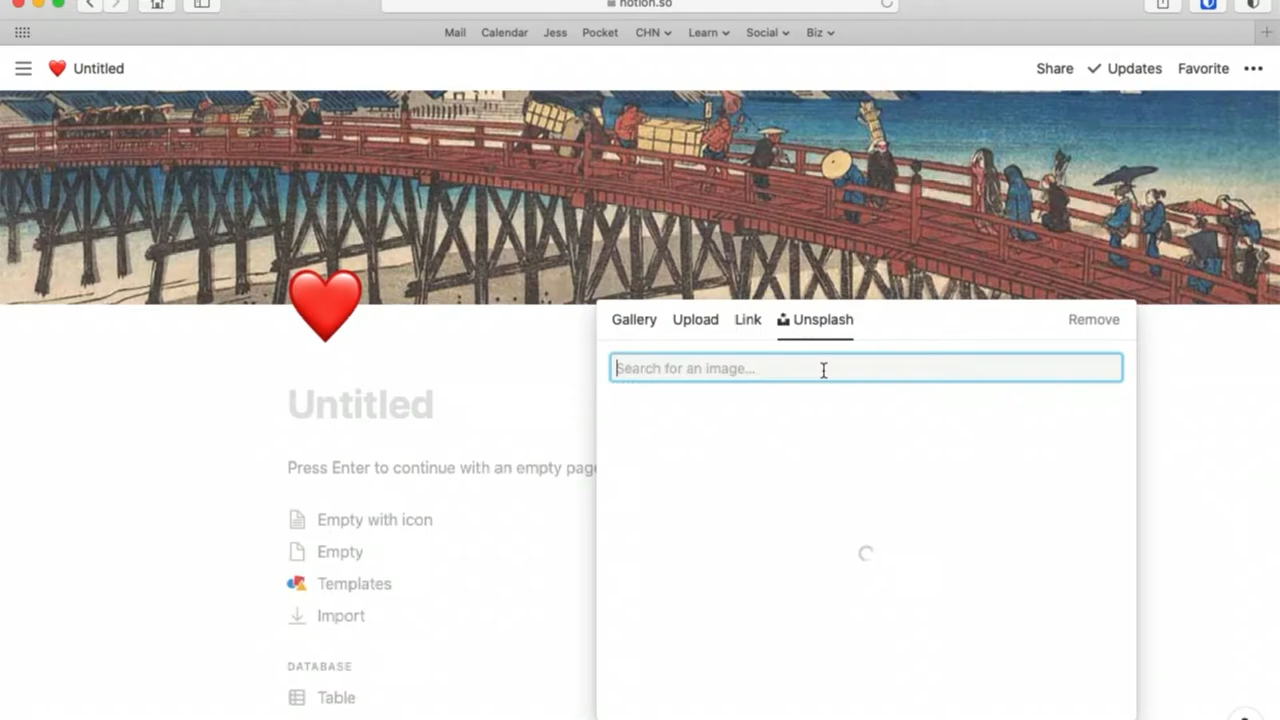 notion.so
Mail Calendar Jess Pocket CHN Learn Social Biz
Untitled
Share Updates Favorite
Gallery Upload Link Unsplash Remove
Search for an image...
Untitled
Press Enter to continue with an empty page
Empty with icon
Empty
Templates
Import
DATABASE
Table